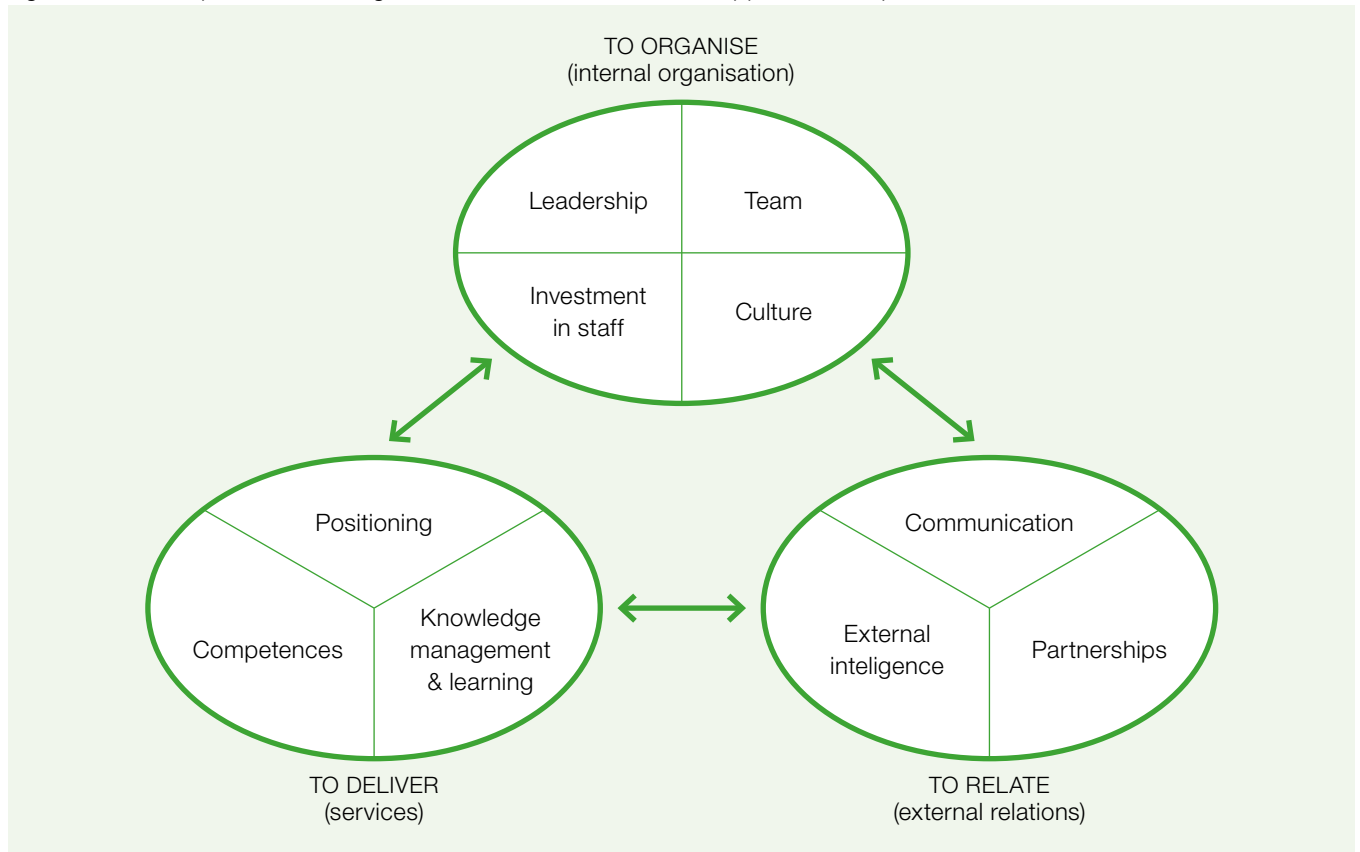 TO ORGANISE
(internal organisation)
Leadership
Team
Investment
in staff
Culture
Positioning
Competences
Knowledge
management
& learning
Communication
External
inteligence
Partnerships
TO DELIVER
(services)
TO RELATE
(external relations)